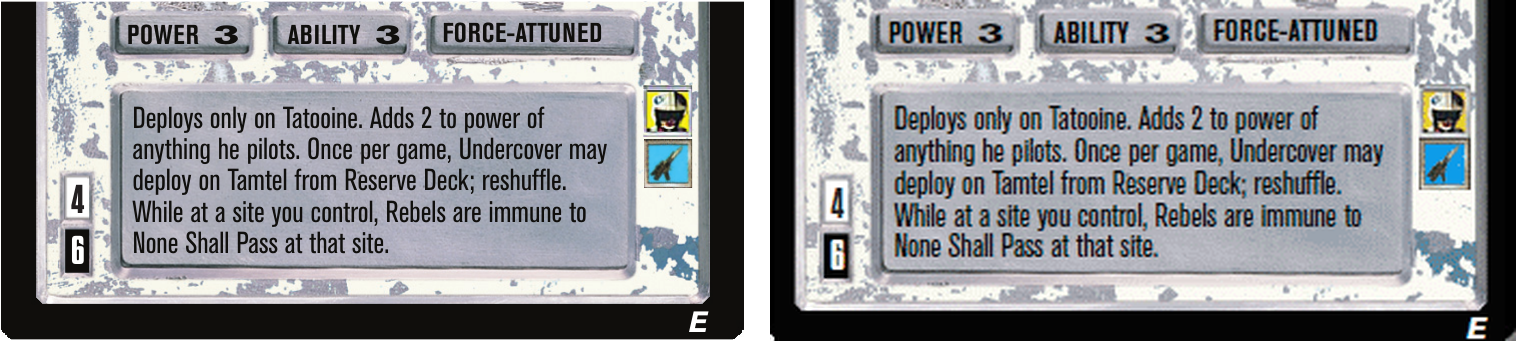 POWER 3 ABILITY 3 FORCE-ATTUNED
Deploys only on Tatooine. Adds 2 to power of
anything he pilots. Once per game, Undercover may
deploy on Tamtel from Reserve Deck; reshuffle.
While at a site you control, Rebels are immune to
None Shall Pass at that site.
4
6
E
POWER 3 ABILITY 3 FORCE-ATTUNED
Deploys only on Tatooine. Adds 2 to power of
anything he pilots. Once per game, Undercover may
deploy on Tamtel from Reserve Deck; reshuffle.
While at a site you control, Rebels are immune to
None Shall Pass at that site.
4
6
E